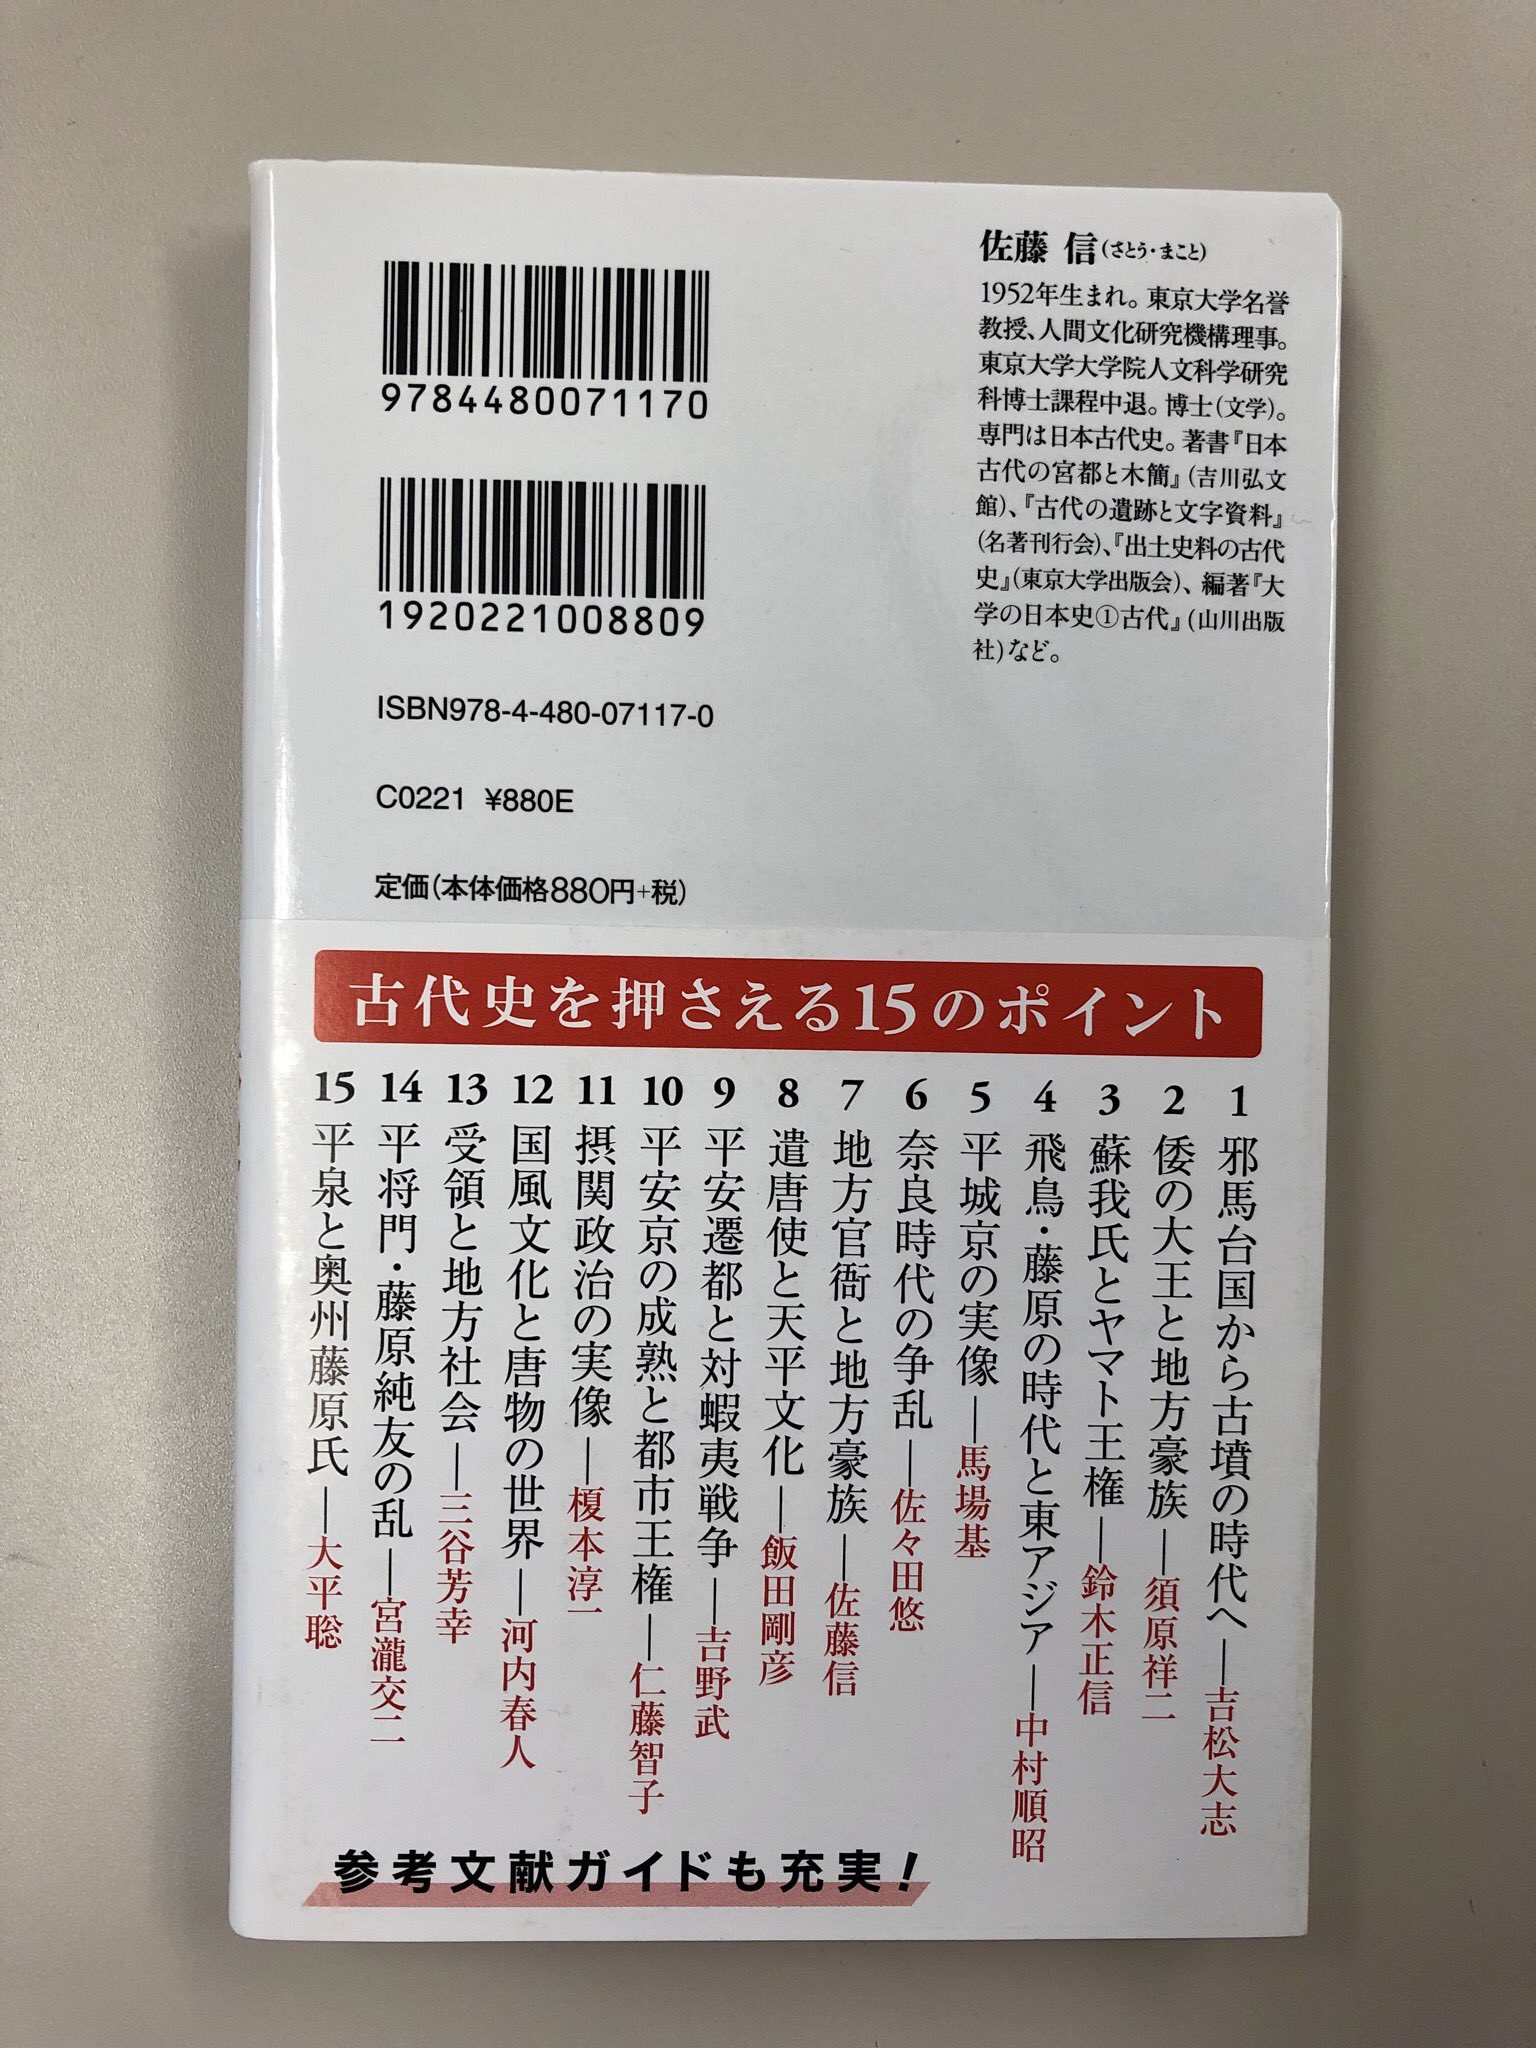 佐藤 信(さとう・まこと)
1952年生まれ。東京大学名誉
教授、人間文化研究機構理事。
東京大学大学院人文科学研究
科博士課程中退。博士(文学)。
専門は日本古代史。著書『日本
古代の宮都と木簡』(吉川弘文
館)、『古代の遺跡と文字資料』
(名著刊行会)、『出土史料の古代
史』(東京大学出版会)、編著『大
学の日本史①古代』(山川出版
社)など。
9784480071170
1920221008809
ISBN978-4-480-07117-0
C0221 ¥880E
定価(本体価格880円+税)
古代史を押さえる15のポイント
1 邪馬台国から古墳の時代へ―吉松大志
2 倭の大王と地方豪族―須原祥二
3 蘇我氏とヤマト王権―鈴木正信
4 飛鳥・藤原の時代と東アジア―中村順昭
5 平城京の実像―馬場基
6 奈良時代の争乱―佐々田悠
7 地方官衙と地方豪族―佐藤信
8 遣唐使と天平文化―飯田剛彦
9 平安遷都と対蝦夷戦争―吉野武
10 平安京の成熟と都市王権―仁藤智子
11 摂関政治の実像―榎本淳一
12 国風文化と唐物の世界―河内春人
13 受領と地方社会―三谷芳幸
14 平将門・藤原純友の乱―宮瀧交二
15 平泉と奥州藤原氏―大平聡
参考文献ガイドも充実!